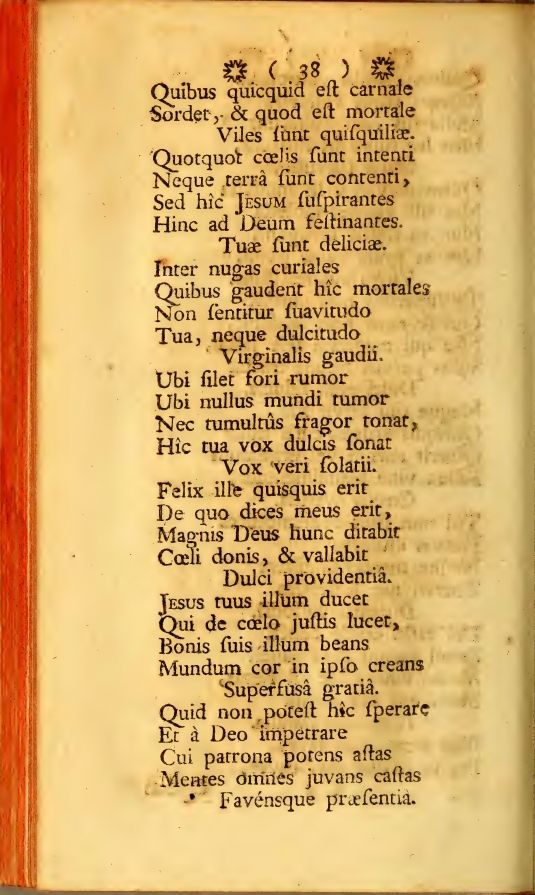 ( 38 )
Quibus quicquid eſt carnale
Sordet, & quod eſt mortale
Viles ſunt quiſquiliæ.
Quotquot cœlis ſunt intenti
Neque terrâ ſunt contenti,
Sed hîc JESUM ſuſpirantes
Hinc ad Deum feſtinantes.
Tuæ ſunt deliciæ.
Inter nugas curiales
Quibus gaudent hîc mortales
Non ſentitur ſuavitudo
Tua, neque dulcitudo
Virginalis gaudii.
Ubi ſilet fori rumor
Ubi nullus mundi tumor
Nec tumultûs fragor tonat,
Hîc tua vox dulcis ſonat
Vox veri ſolatii.
Felix ille quisquis erit
De quo dices meus erit,
Magnis Deus hunc ditabit
Cœli donis, & vallabit
Dulci providentiâ.
JESUS tuus illum ducet
Qui de cœlo juſtis lucet,
Bonis ſuis illum beans
Mundum cor in ipſo creans
Superfusâ gratiâ.
Quid non poteſt hîc ſperare
Et à Deo impetrare
Cui patrona potens aſtas
Mentes omnes juvans caſtas
Favénsque præſentiâ.